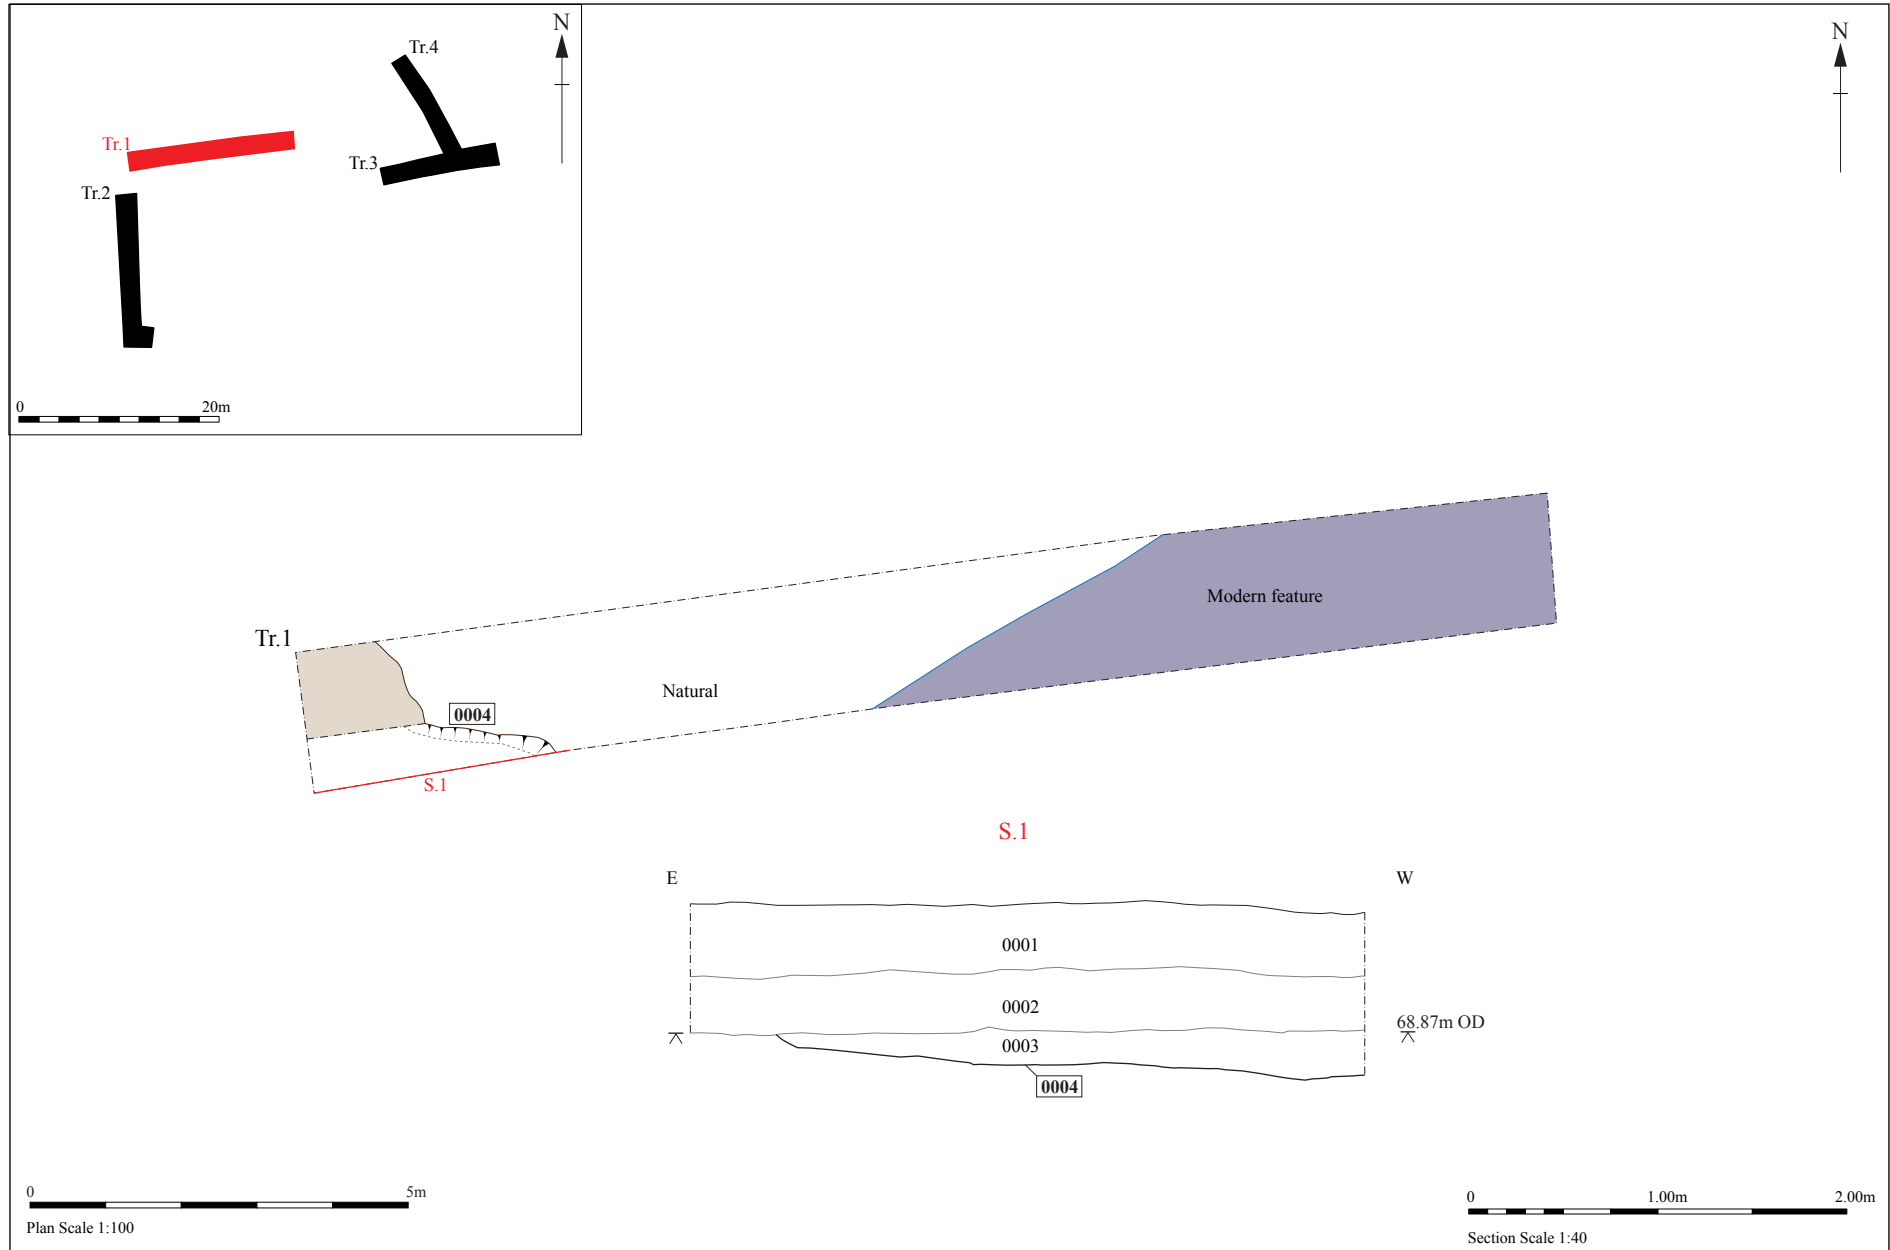 N
Tr.4
Tr.1
Tr.3
Tr.2
0 20m
N
Modern feature
Tr.1
Natural
0004
S.1
S.1
E W
0001
0002
68.87m OD
0003
0004
0 5m
Plan Scale 1:100
0 1.00m 2.00m
Section Scale 1:40